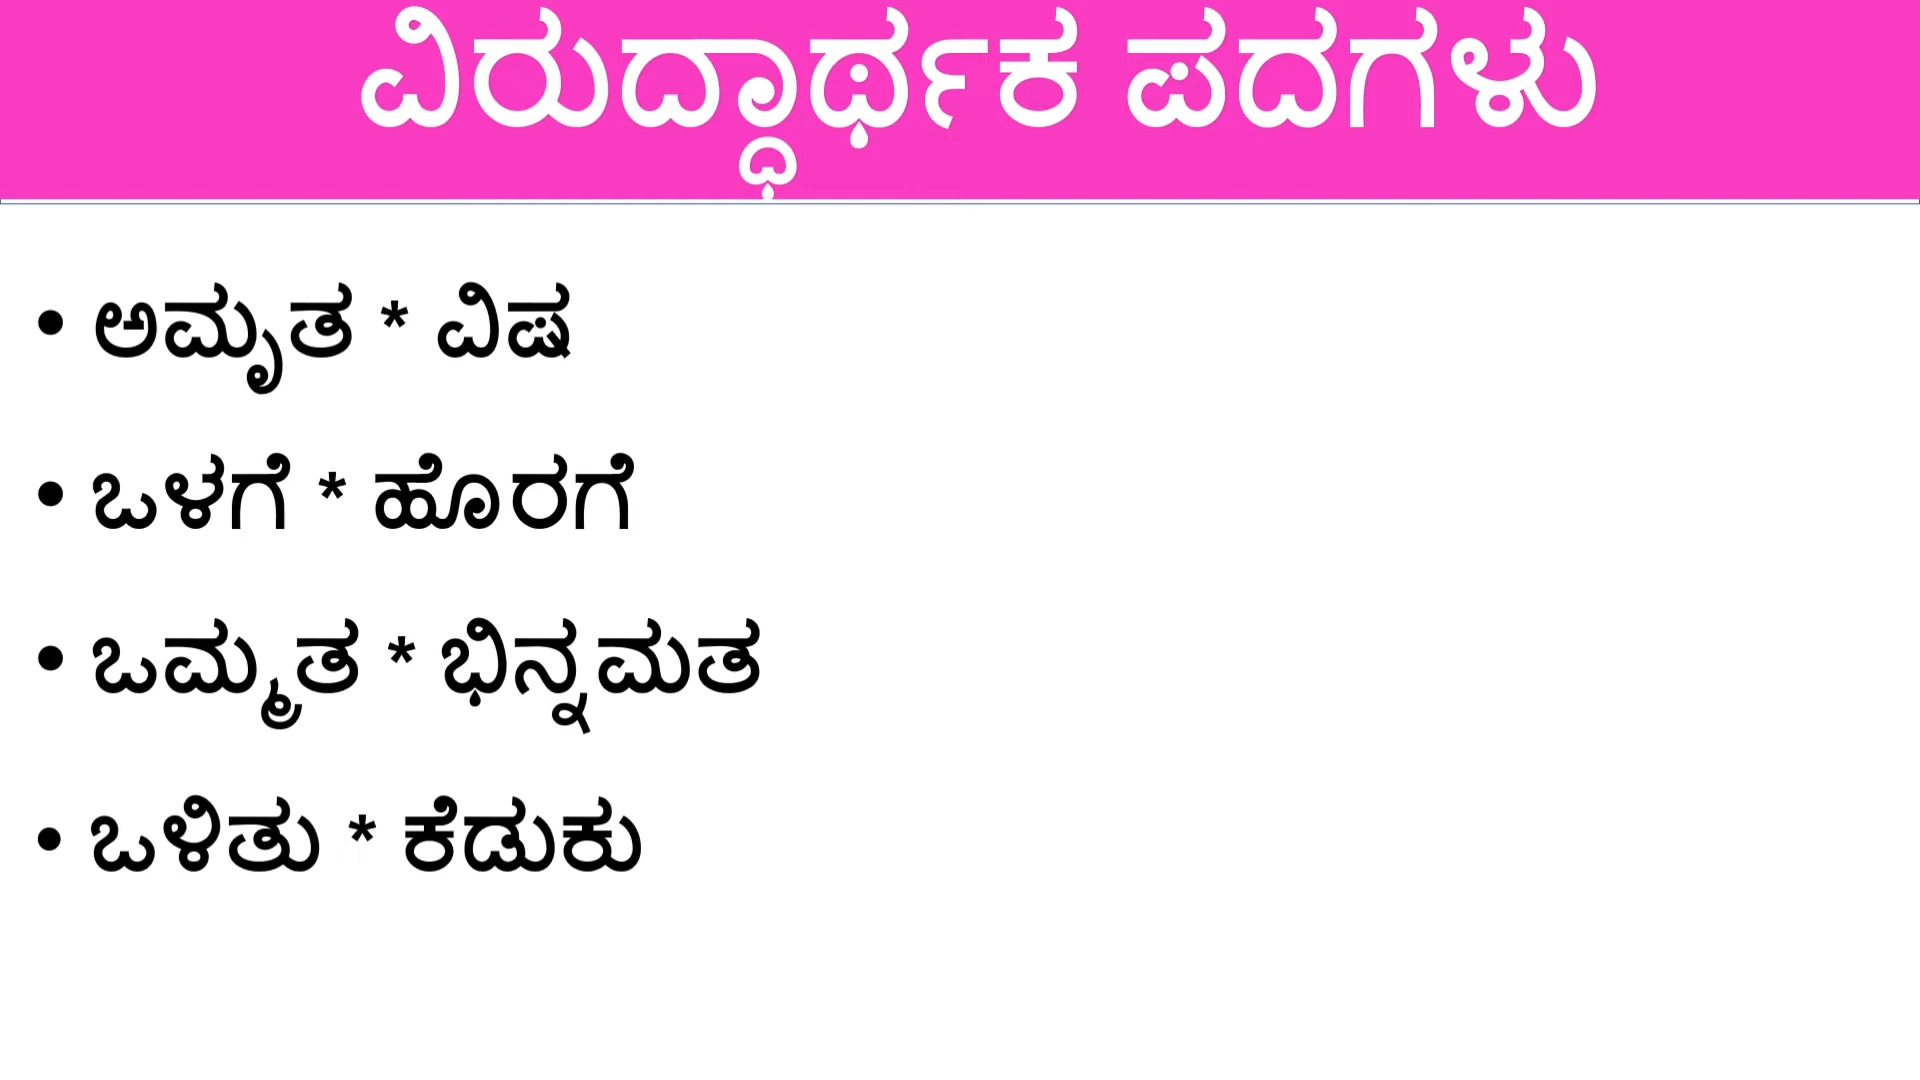 ವಿರುದ್ಧಾರ್ಥಕ ಪದಗಳು
• ಅಮೃತ * ವಿಷ
• ಒಳಗೆ * ಹೊರಗೆ
• ಒಮ್ಮತ * ಭಿನ್ನಮತ
• ಒಳಿತು * ಕೆಡುಕು